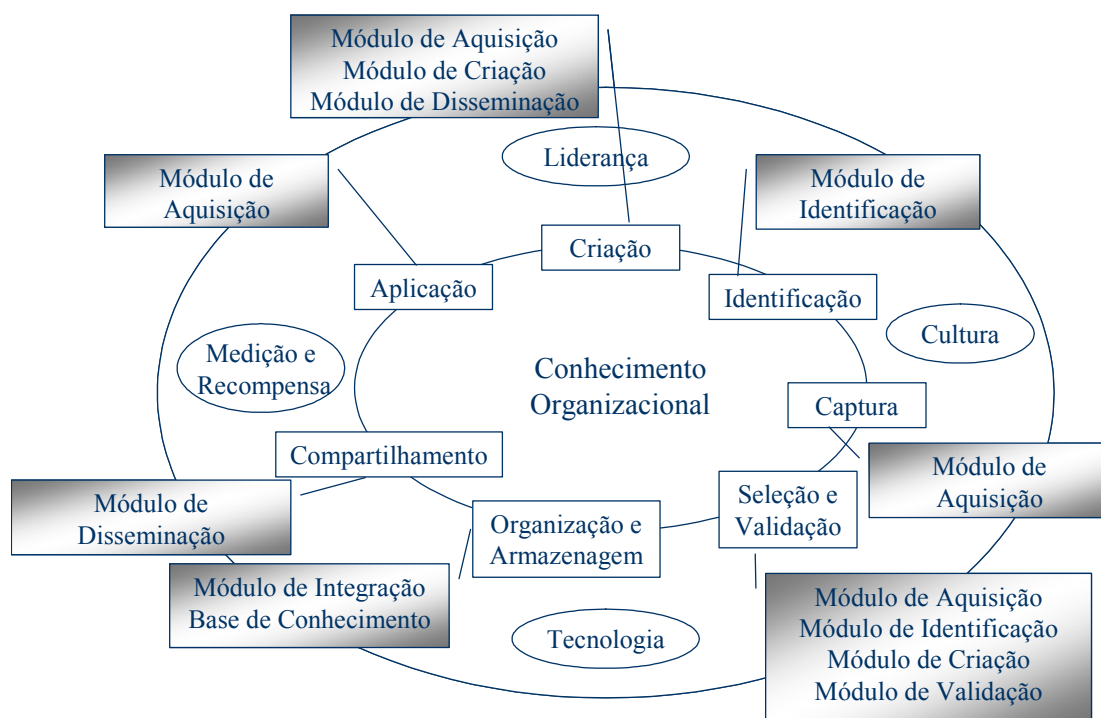 Módulo de Aquisição
Módulo de Criação
Módulo de Disseminação
Liderança
Módulo de
Aquisição
Módulo de
Identificação
Criação
Aplicação
Identificação
Cultura
Medição e
Recompensa
Conhecimento
Organizacional
Captura
Compartilhamento
Módulo de
Aquisição
Seleção e
Validação
Módulo de
Disseminação
Organização e
Armazenagem
Módulo de Integração
Base de Conhecimento
Tecnologia
Módulo de Aquisição
Módulo de Identificação
Módulo de Criação
Módulo de Validação